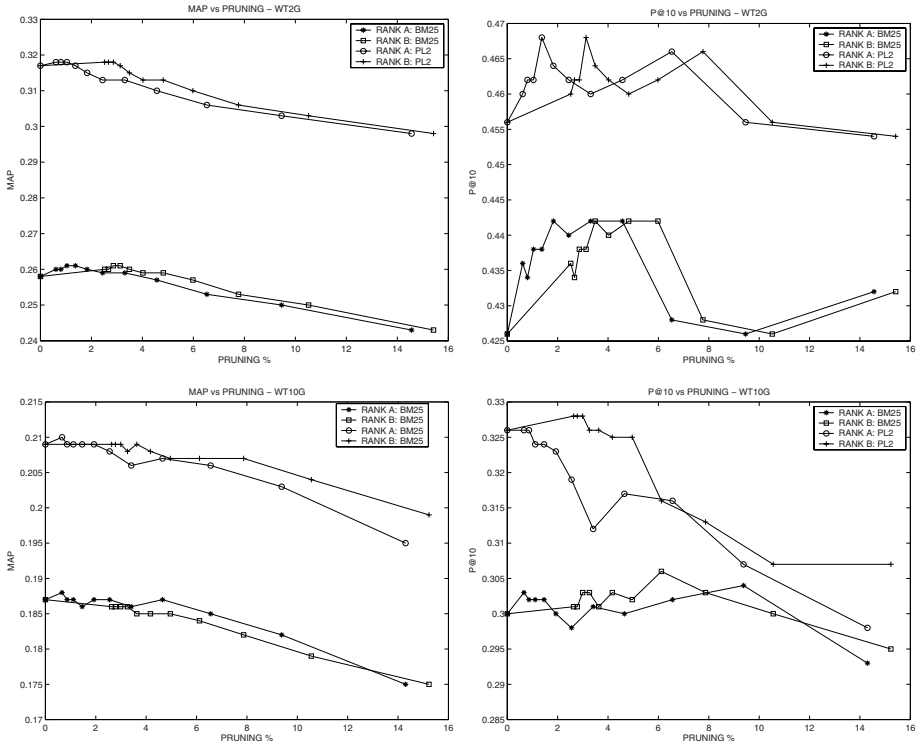 MAP vs PRUNING – WT2G
0.33
0.32
0.31
0.3
0.29
0.28
0.27
0.26
0.25
0.24
MAP
0 2 4 6 8 10 12 14 16
PRUNING %
RANK A: BM25
RANK B: BM25
RANK A: PL2
RANK B: PL2
P@10 vs PRUNING – WT2G
0.47
0.465
0.46
0.455
0.45
0.445
0.44
0.435
0.43
0.425
P@10
0 2 4 6 8 10 12 14 16
PRUNING %
RANK A: BM25
RANK B: BM25
RANK A: PL2
RANK B: PL2
MAP vs PRUNING – WT10G
0.215
0.21
0.205
0.2
0.195
0.19
0.185
0.18
0.175
0.17
MAP
0 2 4 6 8 10 12 14 16
PRUNING %
RANK A: BM25
RANK B: BM25
RANK A: BM25
RANK B: BM25
P@10 vs PRUNING – WT10G
0.33
0.325
0.32
0.315
0.31
0.305
0.3
0.295
0.29
0.285
P@10
0 2 4 6 8 10 12 14 16
PRUNING %
RANK A: BM25
RANK B: BM25
RANK A: PL2
RANK B: PL2